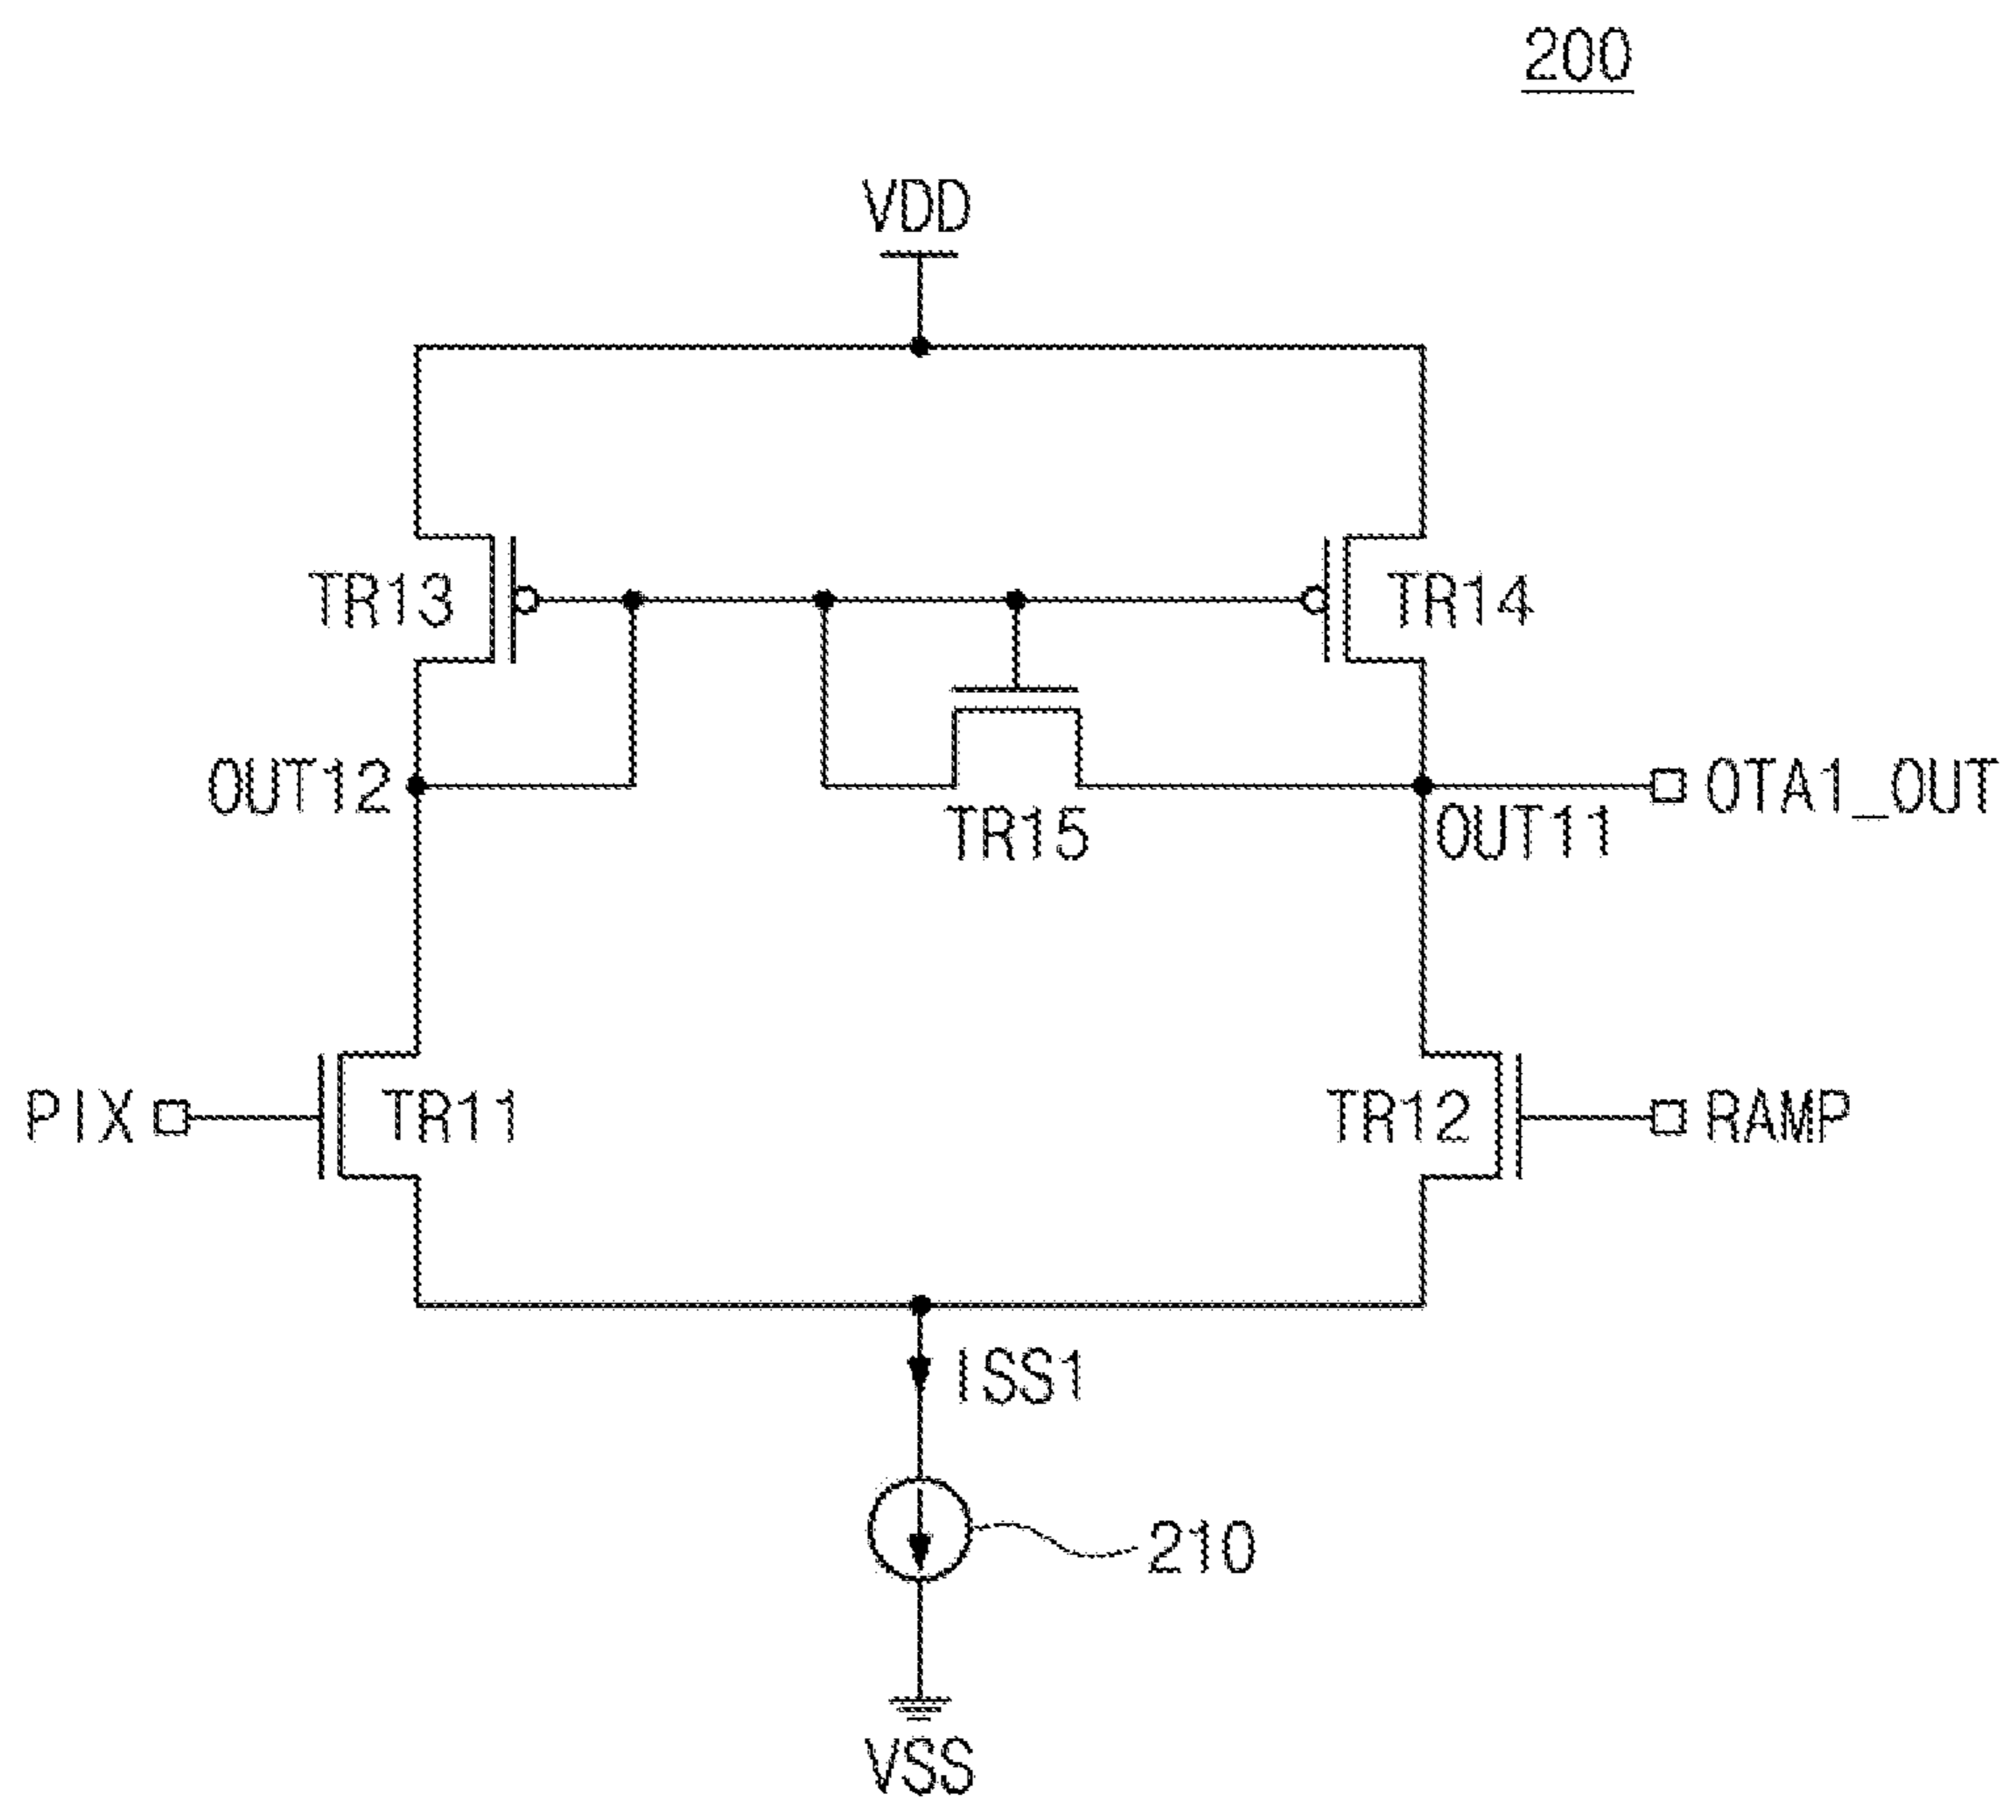 200
VDD
TR13
TR14
OUT12
OTA1_OUT
TR15
OUT11
PIX
TR11
TR12
RAMP
ISS1
210
VSS